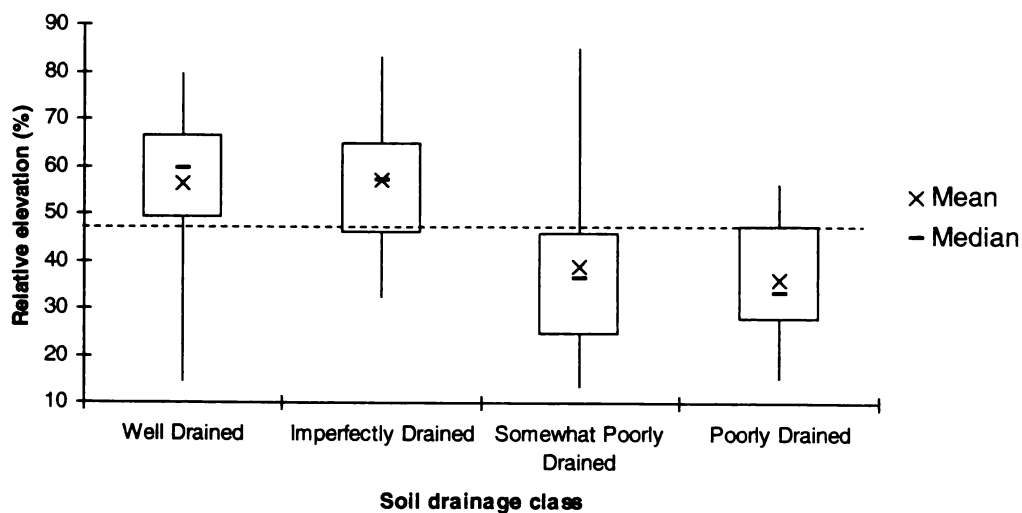 90
80
70
60
50
40
30
20
10
Relative elevation (%)
Mean
Median
Well Drained
Imperfectly Drained
Somewhat Poorly
Drained
Poorly Drained
Soil drainage class